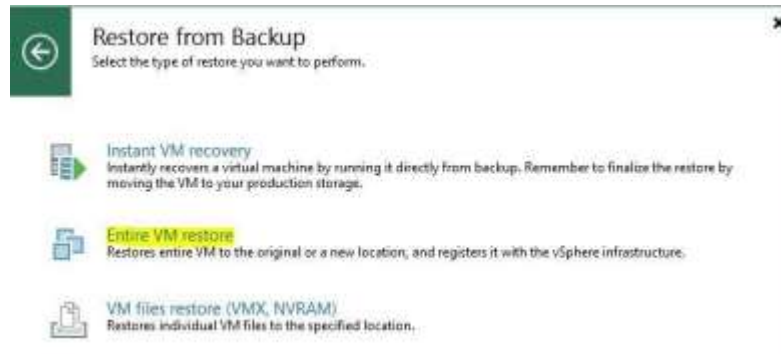 Restore from Backup
Select the type of restore you want to perform.
Instant VM recovery
Instantly recovers a virtual machine by running it directly from backup. Remember to finalize the restore by
moving the VM to your production storage.
Entire VM restore
Restores entire VM to the original or a new location, and registers it with the vSphere infrastructure.
VM files restore (VMX, NVRAM)
Restores individual VM files to the specified location.